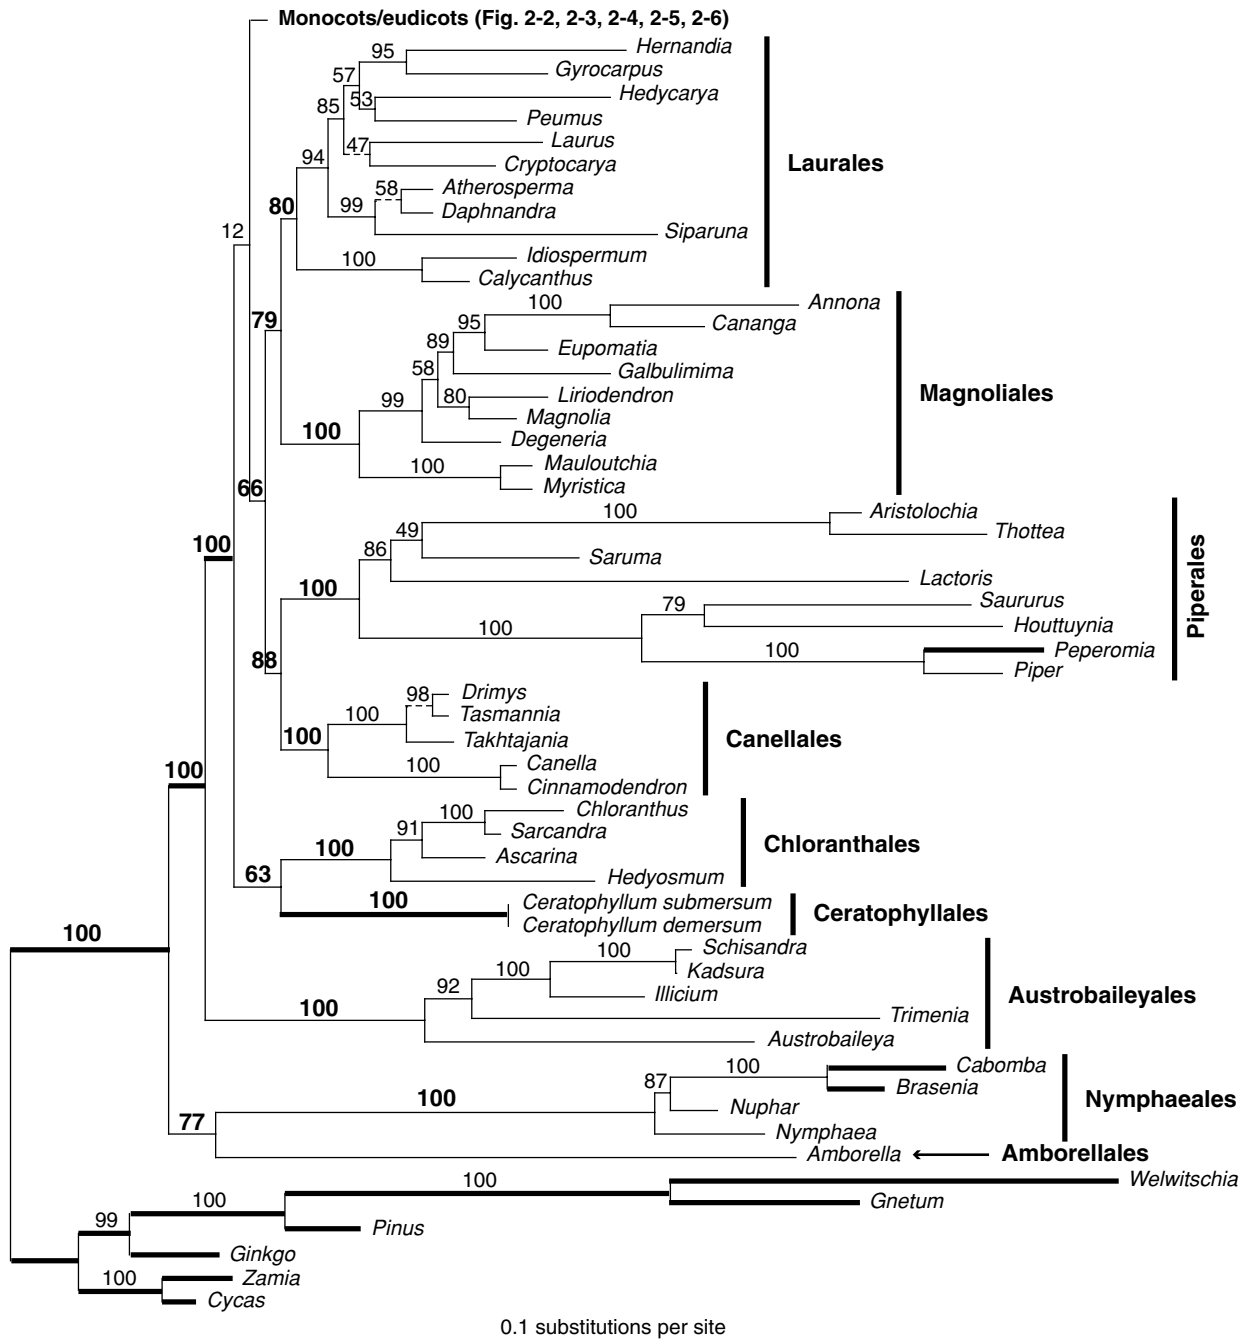 Monocots/eudicots (Fig. 2-2, 2-3, 2-4, 2-5, 2-6)
Hernandia
95
Gyrocarpus
57
Hedycarya
53
85
Peumus
Laurus
47
94
Cryptocarya
Laurales
58
Atherosperma
80
99
Daphnandra
12
Siparuna
Idiospermum
100
Calycanthus
100
Annona
79
95
Cananga
89
Eupomatia
58
Galbulimima
80
Liriodendron
Magnoliales
99
Magnolia
100
Degeneria
Mauloutchia
100
66
Myristica
100
Aristolochia
49
Thottea
100
86
Saruma
Lactoris
100
79
Saururus
Piperales
100
Houttuynia
100
Peperomia
88
Piper
98
Drimys
100
Tasmannia
100
Takhtajania
Canellales
100
Canella
100
Cinnamodendron
100
Chloranthus
91
Sarcandra
100
Ascarina
Chloranthales
63
Hedyosmum
100
Ceratophyllum submersum
Ceratophyllales
Ceratophyllum demersum
100
100
Schisandra
100
Kadsura
92
Illicium
Austrobaileyales
100
Trimenia
Austrobaileya
100
Cabomba
87
Brasenia
100
Nuphar
Nymphaeales
77
Nymphaea
Amborella
Amborellales
100
Welwitschia
100
Gnetum
99
Pinus
Ginkgo
100
Zamia
Cycas
0.1 substitutions per site